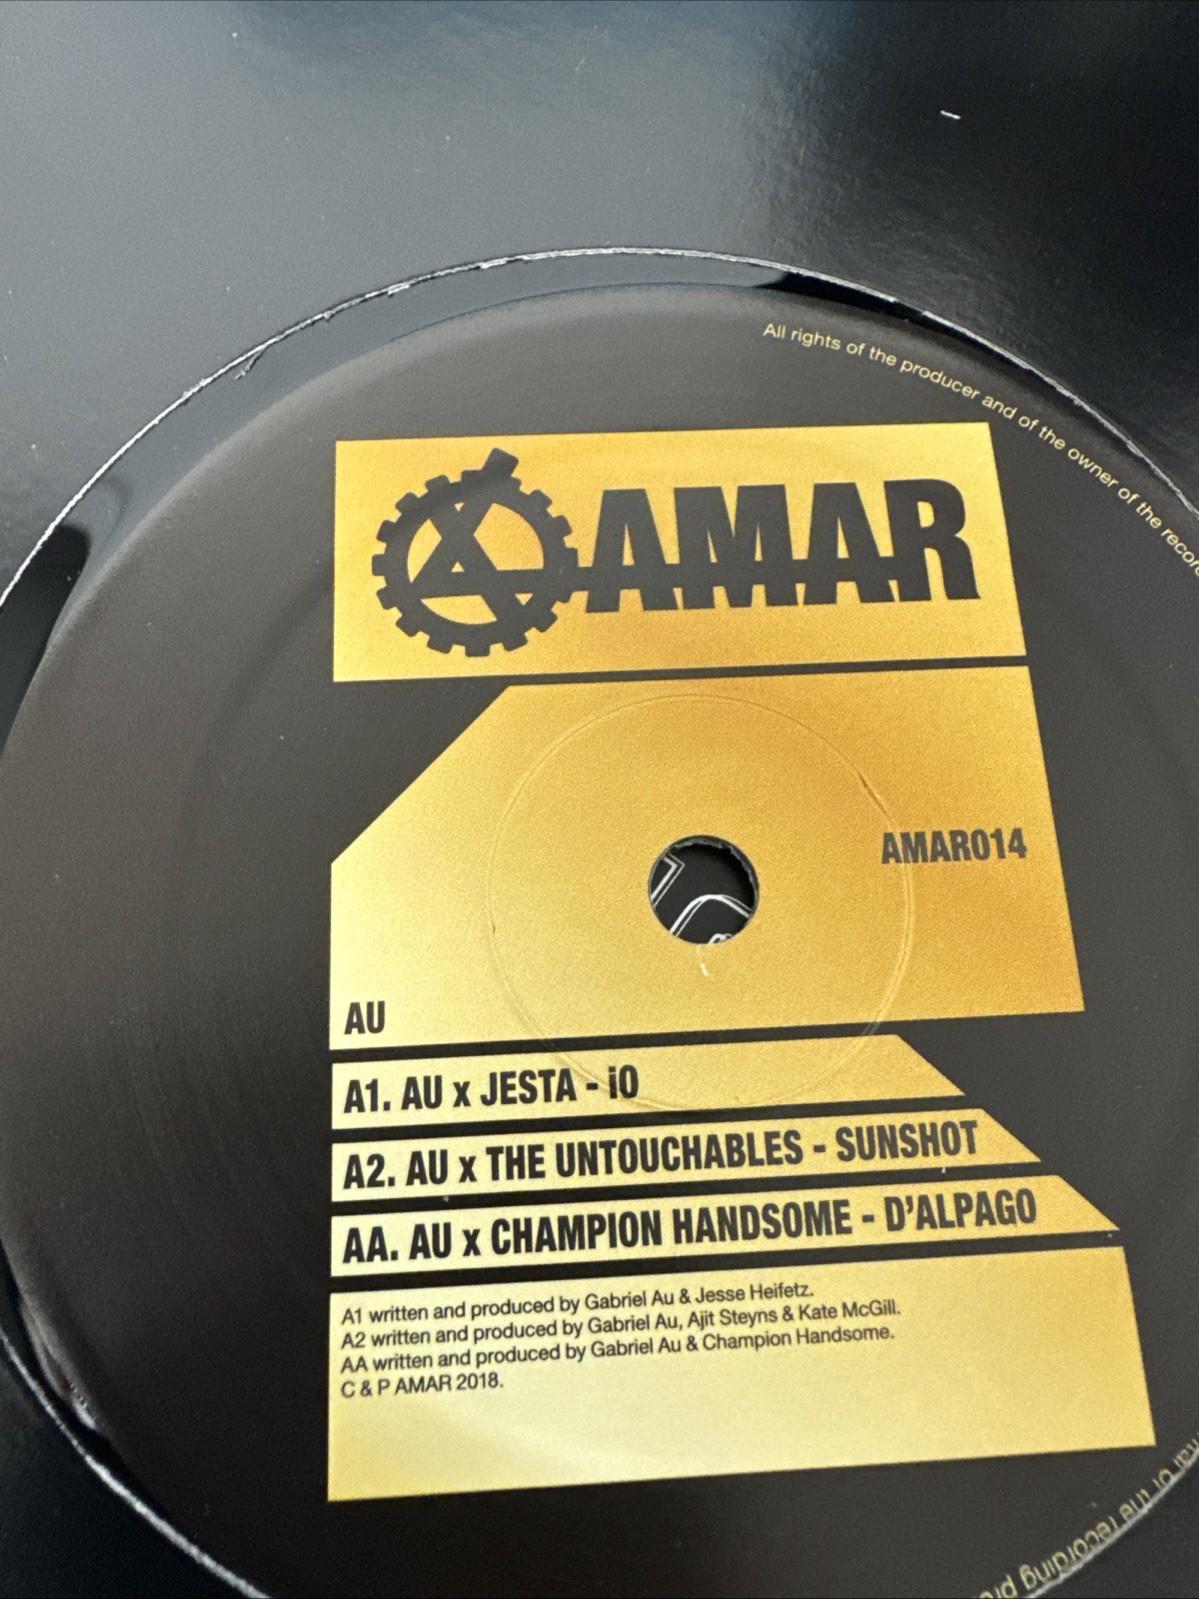 All rights of the producer and of the owner of the
AMAR
AMAR014
AU
A1. AU x JESTA - iO
A2. AU x THE UNTOUCHABLES - SUNSHOT
AA. AU x CHAMPION HANDSOME - D'ALPAGO
A1 written and produced by Gabriel Au & Jesse Heifetz.
A2 written and produced by Gabriel Au, Ajit Steyns & Kate McGill.
AA written and produced by Gabriel Au & Champion Handsome.
C & P AMAR 2018.
of the recording